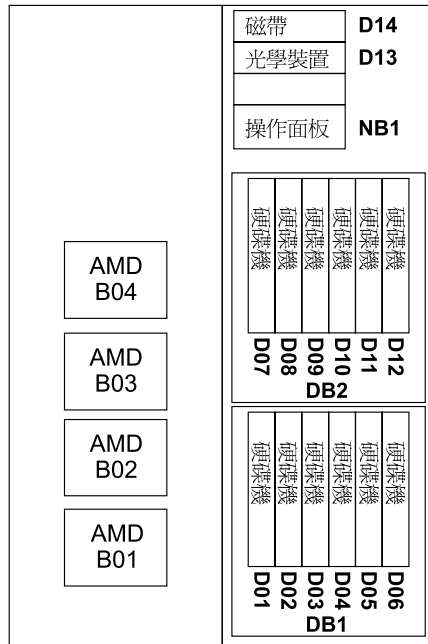 磁帶 D14
光學裝置 D13
操作面板 NB1
硬碟機 硬碟機 硬碟機 硬碟機 硬碟機 硬碟機
D07 D08 D09 D10 D11 D12
DB2
AMD
B04
AMD
B03
AMD
B02
AMD
B01
硬碟機 硬碟機 硬碟機 硬碟機 硬碟機 硬碟機
D01 D02 D03 D04 D05 D06
DB1